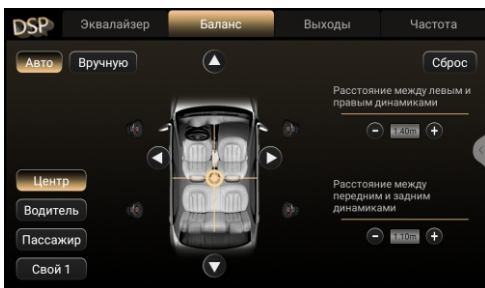 DSP Эквалайзер Баланс Выходы Частота
Авто Вручную Сброс
Расстояние между левым и
правым динамиками
1.40m
Центр
Водитель
Пассажир
Свой 1
Расстояние между
передним и задним
динамиками
1.10m